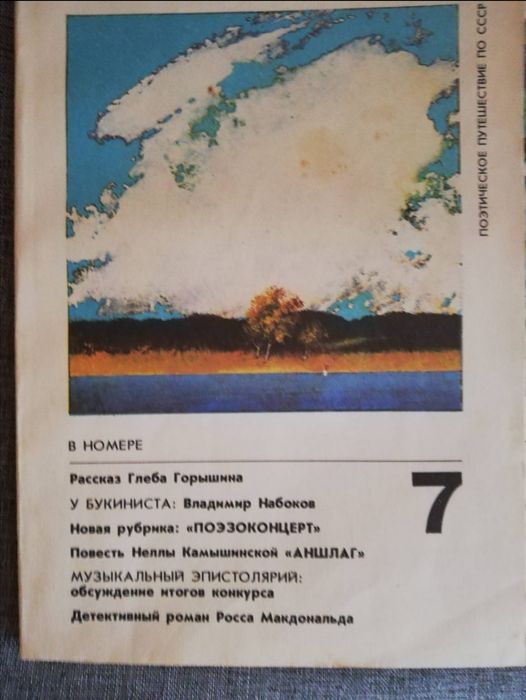 ПОЭТИЧЕСКОЕ ПУТЕШЕСТВИЕ ПО СССР
В НОМЕРЕ
Рассказ Глеба Горышина
У БУКИНИСТА: Владимир Набоков
Новая рубрика: «ПОЭЗОКОНЦЕРТ»
Повесть Неллы Камышинской «АНШЛАГ»
МУЗЫКАЛЬНЫЙ ЭПИСТОЛЯРИЙ:
обсуждение итогов конкурса
Детективный роман Росса Макдональда
7